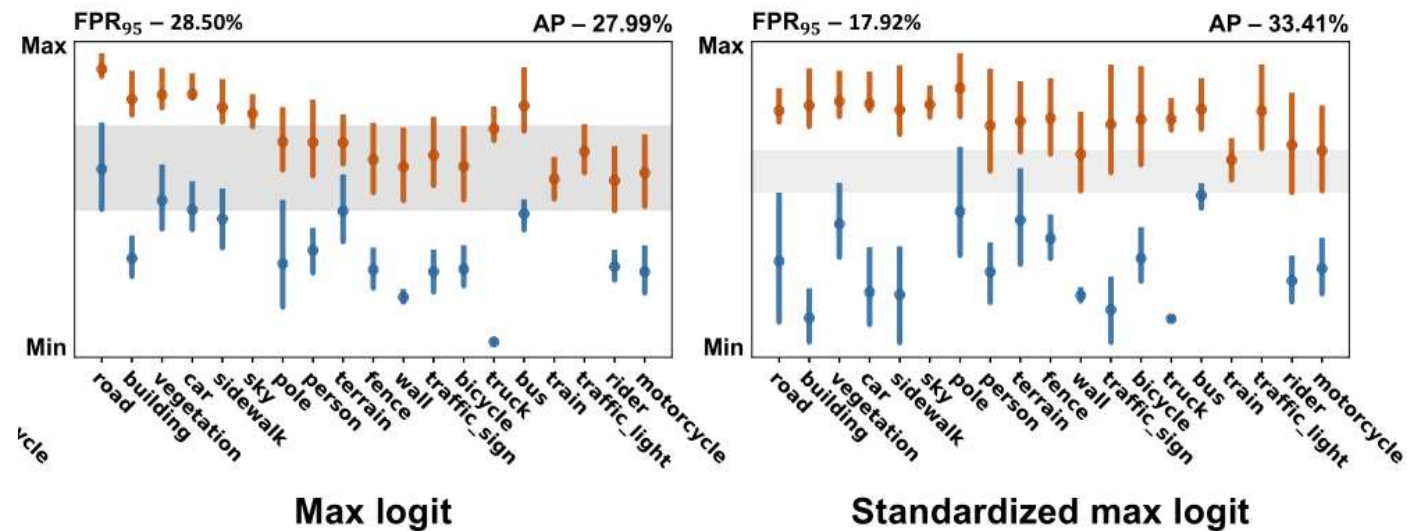 FPR₉₅ – 28.50%
AP – 27.99%
Max
Min
road
building
vegetation
car
sidewalk
sky
pole
person
terrain
fence
wall
traffic_sign
bicycle
truck
bus
train
traffic_light
rider
motorcycle
ycle
Max logit
FPR₉₅ – 17.92%
AP – 33.41%
Max
Min
road
building
vegetation
car
sidewalk
sky
pole
person
terrain
fence
wall
traffic_sign
bicycle
truck
bus
train
traffic_light
rider
motorcycle
Standardized max logit